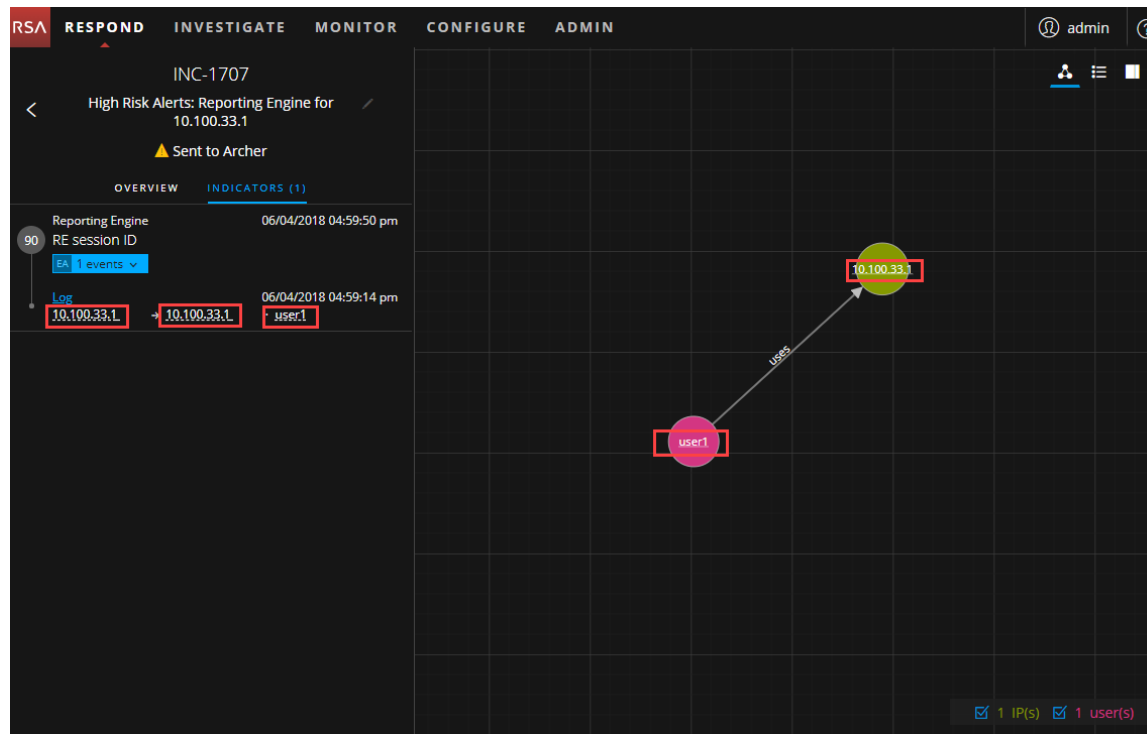 RSA RESPOND INVESTIGATE MONITOR CONFIGURE ADMIN admin
INC-1707
High Risk Alerts: Reporting Engine for
10.100.33.1
Sent to Archer
OVERVIEW INDICATORS (1)
Reporting Engine 06/04/2018 04:59:50 pm
90 RE session ID
EA 1 events
Log 06/04/2018 04:59:14 pm
10.100.33.1 → 10.100.33.1 user1
10.100.33.1
uses
user1
1 IP(s) 1 user(s)